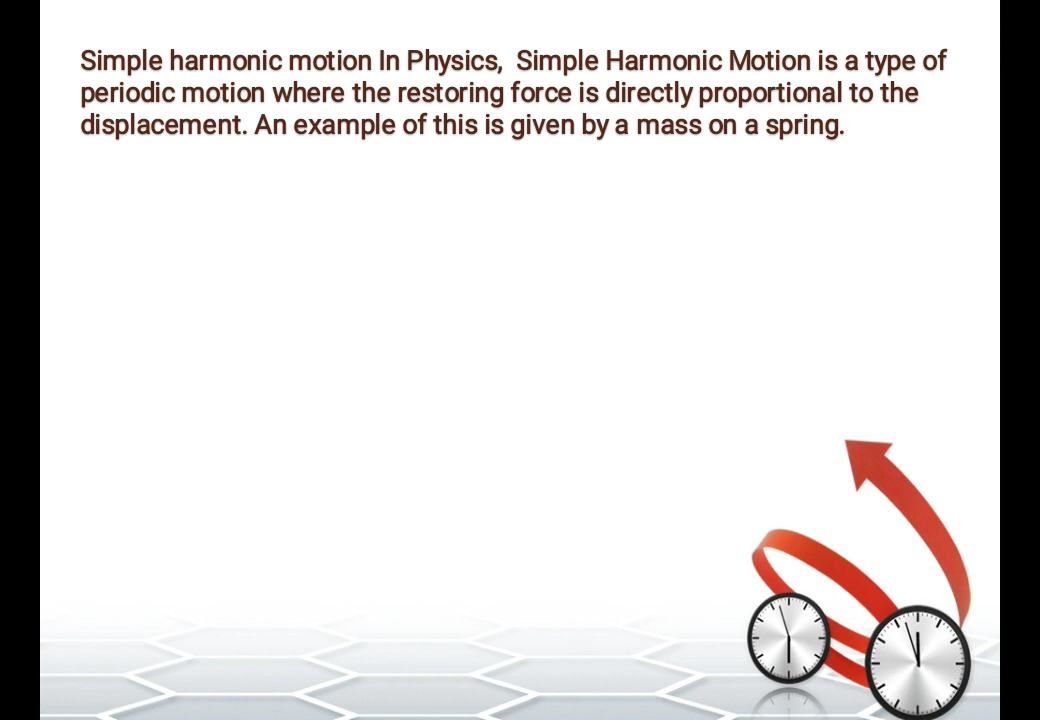 Simple harmonic motion In Physics,  Simple Harmonic Motion is a type of
periodic motion where the restoring force is directly proportional to the
displacement. An example of this is given by a mass on a spring.